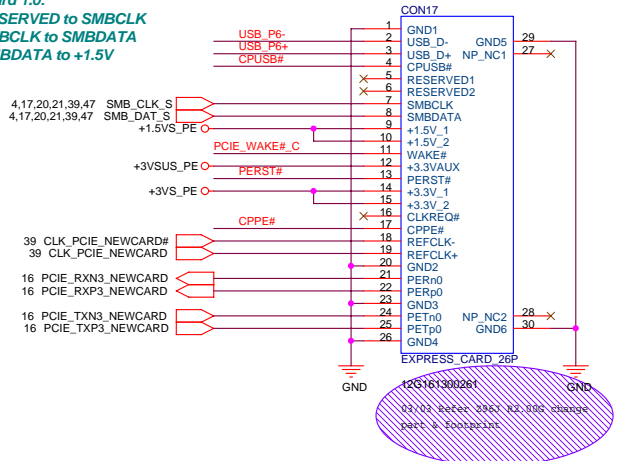 rd 1.0.
SERVED to SMBCLK
BCLK to SMBDATA
BDATA to +1.5V
CON17
USB_P6- 1 GND1
2 USB_D- GND5 29
USB_P6+ 3 USB_D+ NP_NC1 27
CPUSB# 4 CPUSB#
5 RESERVED1
6 RESERVED2
4,17,20,21,39,47 SMB_CLK_S 7 SMBCLK
4,17,20,21,39,47 SMB_DAT_S 8 SMBDATA
+1.5VS_PE 9 +1.5V_1
10 +1.5V_2
PCIE_WAKE#_C 11 WAKE#
+3VSUS_PE 12 +3.3VAUX
PERST# 13 PERST#
+3VS_PE 14 +3.3V_1
15 +3.3V_2
16 CLKREQ#
CPPE# 17 CPPE#
39 CLK_PCIE_NEWCARD# 18 REFCLK-
39 CLK_PCIE_NEWCARD 19 REFCLK+
20 GND2
16 PCIE_RXN3_NEWCARD 21 PERn0
16 PCIE_RXP3_NEWCARD 22 PERp0
23 GND3
16 PCIE_TXN3_NEWCARD 24 PETn0 NP_NC2 28
16 PCIE_TXP3_NEWCARD 25 PETp0 GND6 30
26 GND4
EXPRESS_CARD_26P
GND
12G161300261
GND
03/03 Refer Z96J R2.00G change
part & footprint